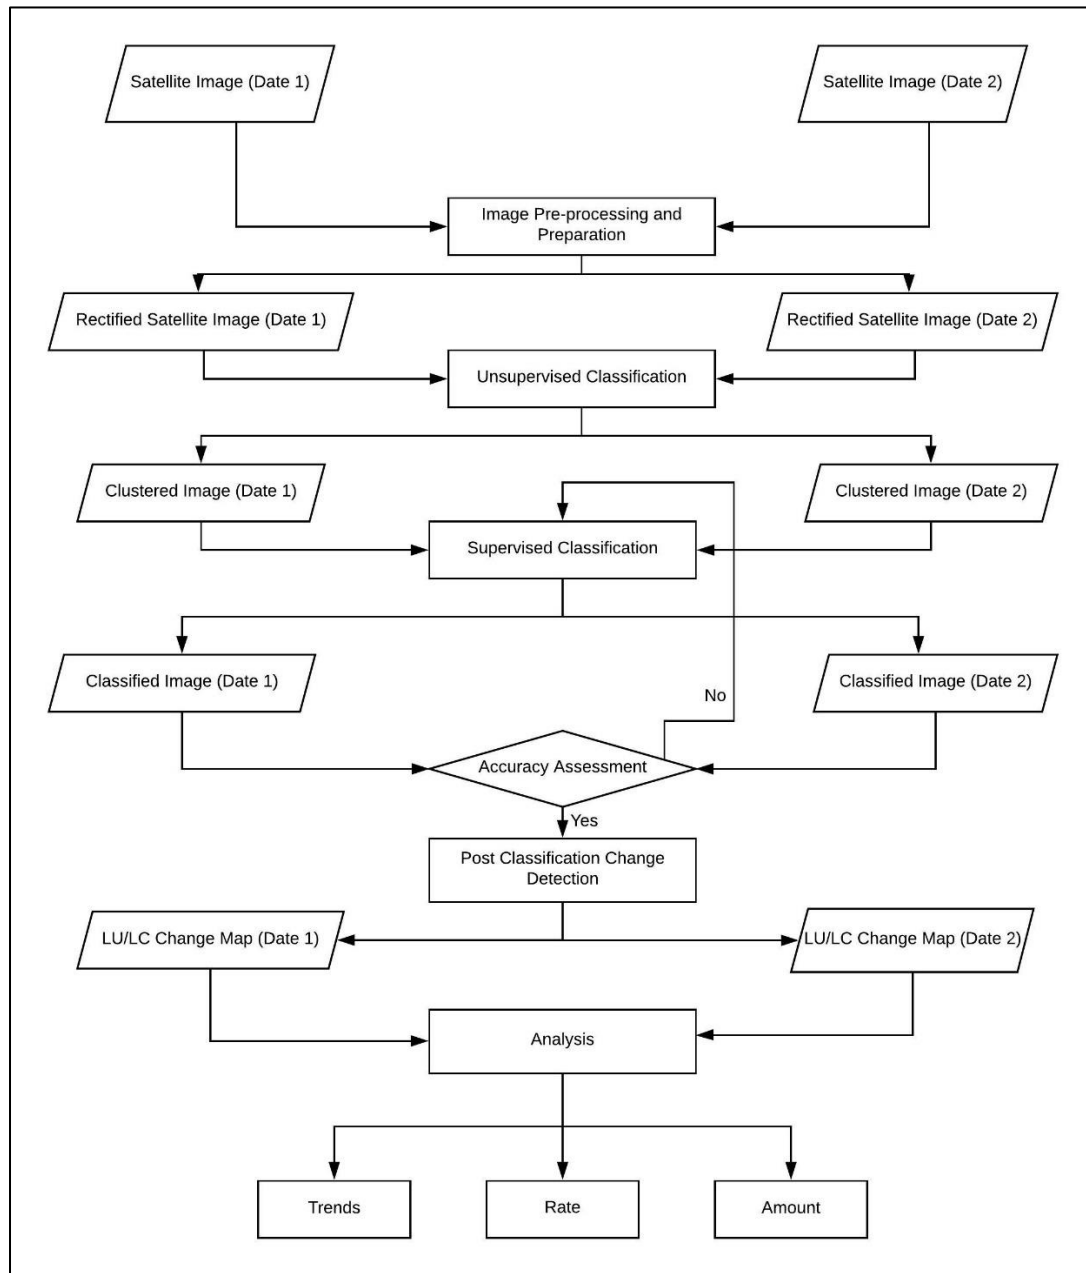 Satellite Image (Date 1)
Satellite Image (Date 2)
Image Pre-processing and
Preparation
Rectified Satellite Image (Date 1)
Rectified Satellite Image (Date 2)
Unsupervised Classification
Clustered Image (Date 1)
Clustered Image (Date 2)
Supervised Classification
Classified Image (Date 1)
Classified Image (Date 2)
No
Accuracy Assessment
Yes
Post Classification Change
Detection
LU/LC Change Map (Date 1)
LU/LC Change Map (Date 2)
Analysis
Trends
Rate
Amount